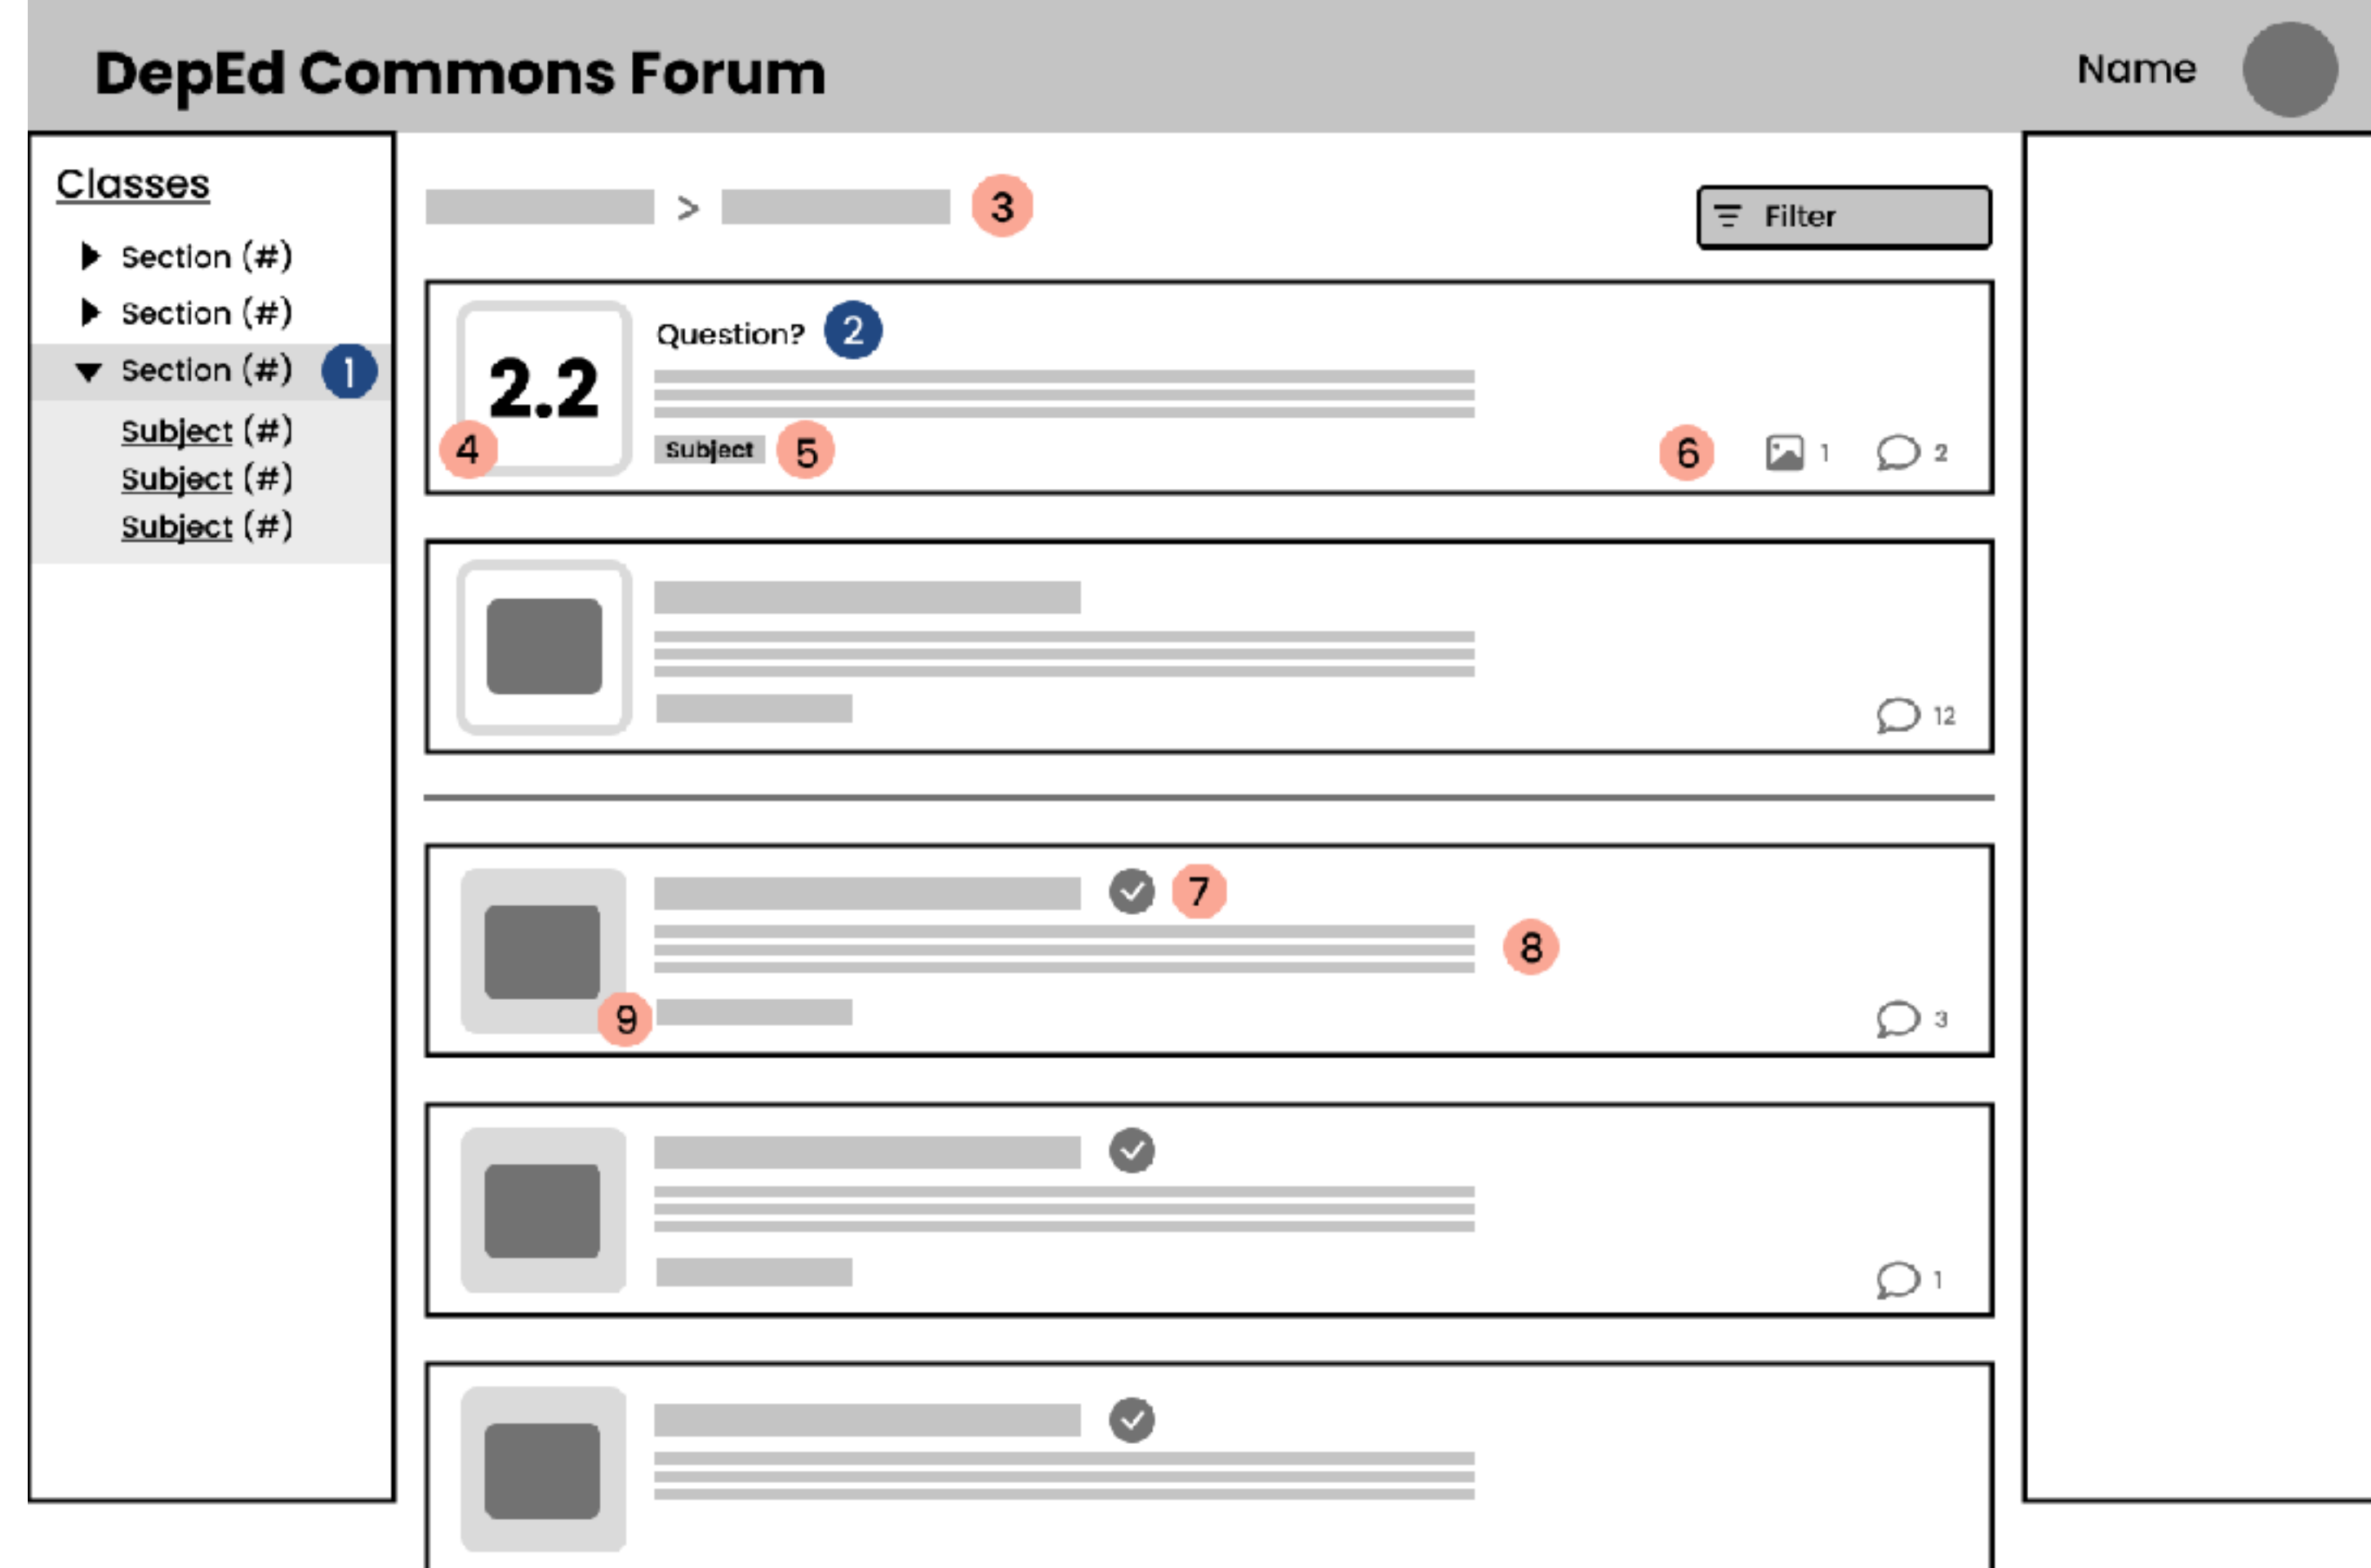 DepEd Commons Forum
Name
Classes
Section (#)
Section (#)
Section (#) 1
Subject (#)
Subject (#)
Subject (#)
> 3
Filter
Question? 2
2.2
4
Subject 5
6 1 2
12
7
8
9
3
1